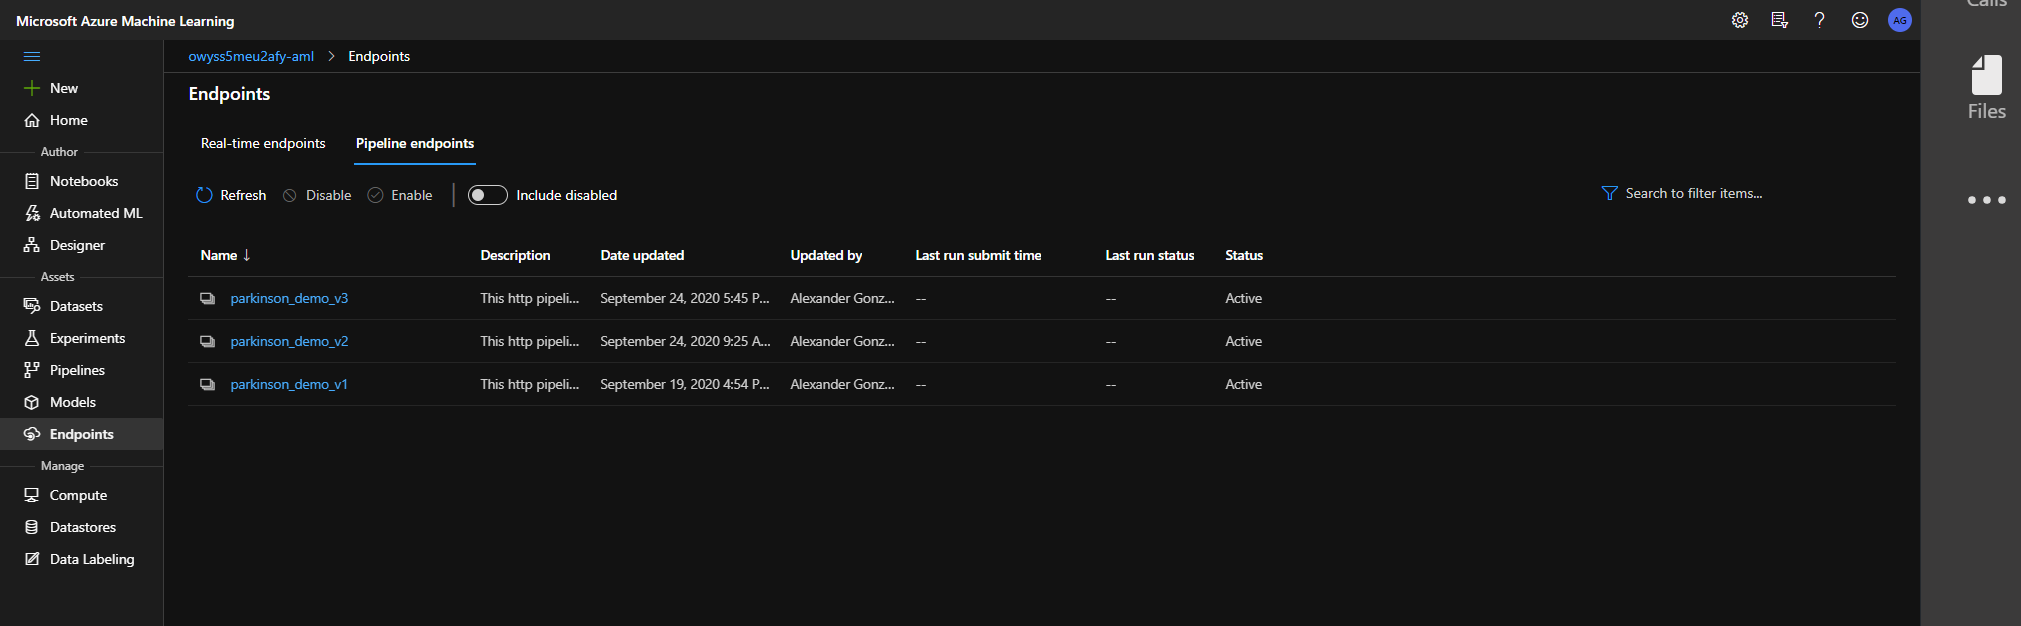 Microsoft Azure Machine Learning
AG
owyss5meu2afy-aml > Endpoints
New
Home
Author
Notebooks
Automated ML
Designer
Assets
Datasets
Experiments
Pipelines
Models
Endpoints
Manage
Compute
Datastores
Data Labeling
Endpoints
Real-time endpoints Pipeline endpoints
Refresh Disable Enable Include disabled Search to filter items...
Name ↓ Description Date updated Updated by Last run submit time Last run status Status
parkinson_demo_v3 This http pipeli... September 24, 2020 5:45 P... Alexander Gonz... -- -- Active
parkinson_demo_v2 This http pipeli... September 24, 2020 9:25 A... Alexander Gonz... -- -- Active
parkinson_demo_v1 This http pipeli... September 19, 2020 4:54 P... Alexander Gonz... -- -- Active
Calls
Files